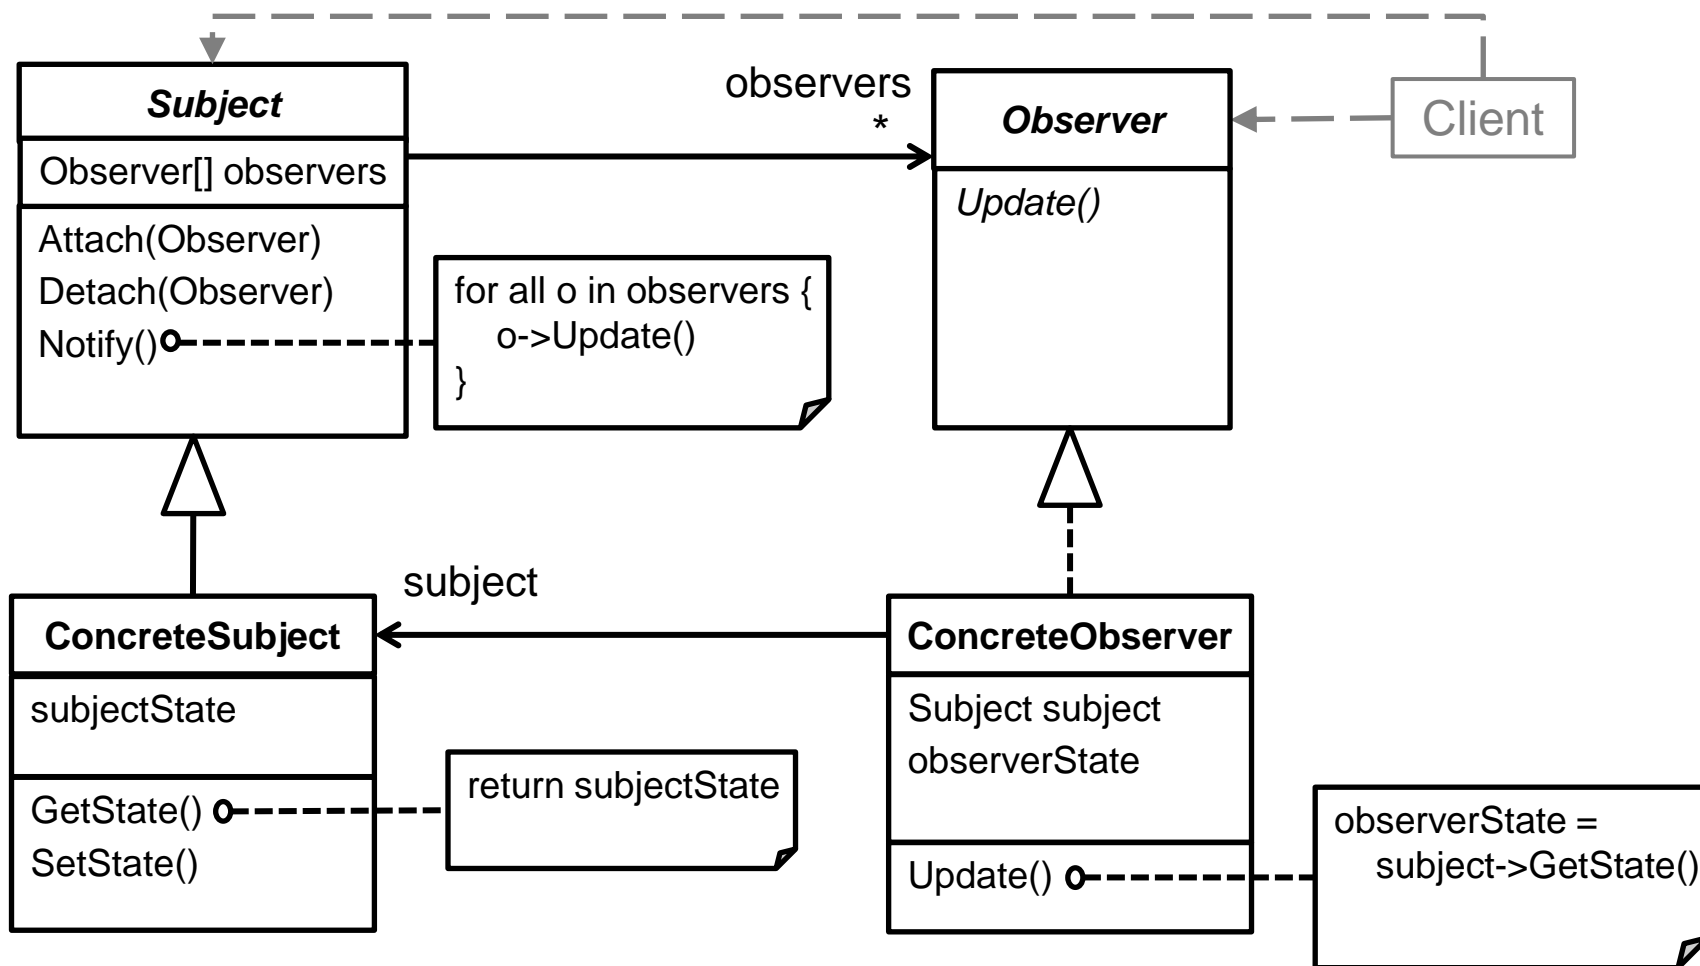 Subject
Observer[] observers
Attach(Observer)
Detach(Observer)
Notify()
for all o in observers {
o->Update()
}
observers
*
Observer
Update()
Client
subject
ConcreteSubject
subjectState
GetState()
SetState()
return subjectState
ConcreteObserver
Subject subject
observerState
Update()
observerState =
subject->GetState()